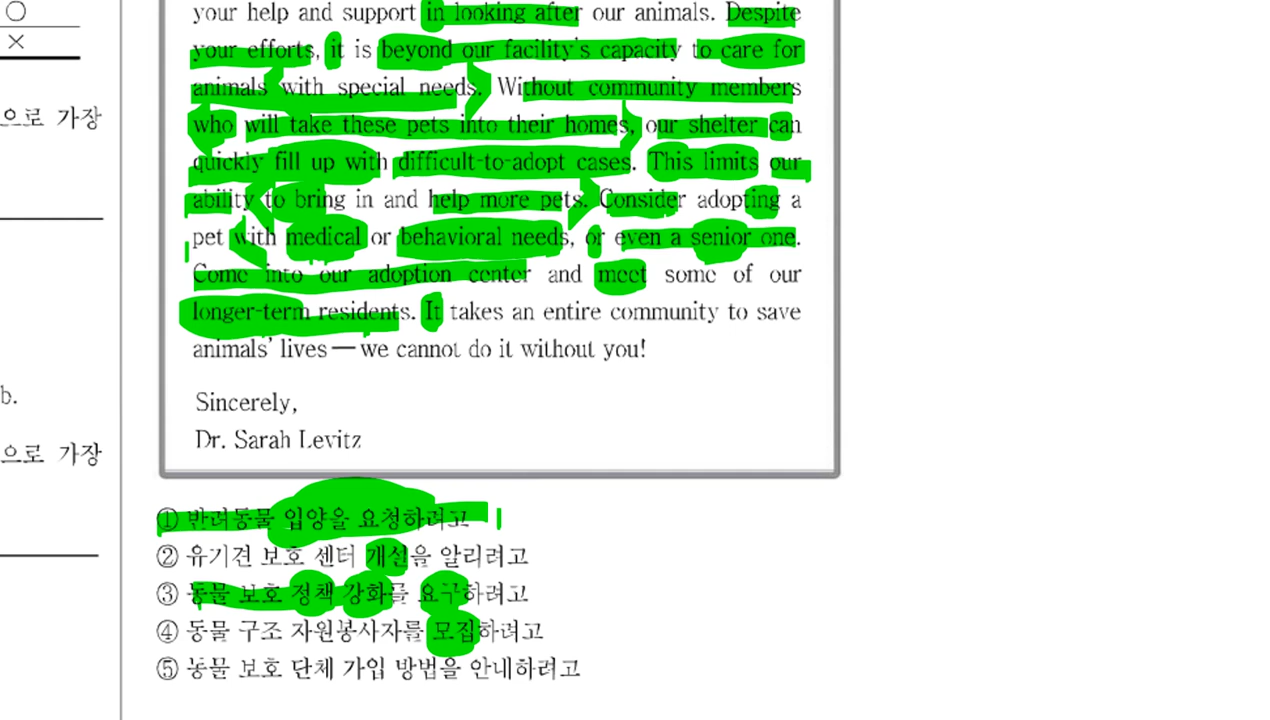 ○
×
your help and support in looking after our animals. Despite
your efforts, it is beyond our facility's capacity to care for
으로 가장
animals with special needs. Without community members
who will take these pets into their homes, our shelter can
quickly fill up with difficult-to-adopt cases. This limits our
ability to bring in and help more pets. Consider adopting a
pet with medical or behavioral needs, or even a senior one.
Come into our adoption center and meet some of our
longer-term residents. It takes an entire community to save
animals' lives — we cannot do it without you!
b.
Sincerely,
Dr. Sarah Levitz
으로 가장
① 반려동물 입양을 요청하려고
② 유기견 보호 센터 개설을 알리려고
③ 동물 보호 정책 강화를 요구하려고
④ 동물 구조 자원봉사자를 모집하려고
⑤ 동물 보호 단체 가입 방법을 안내하려고